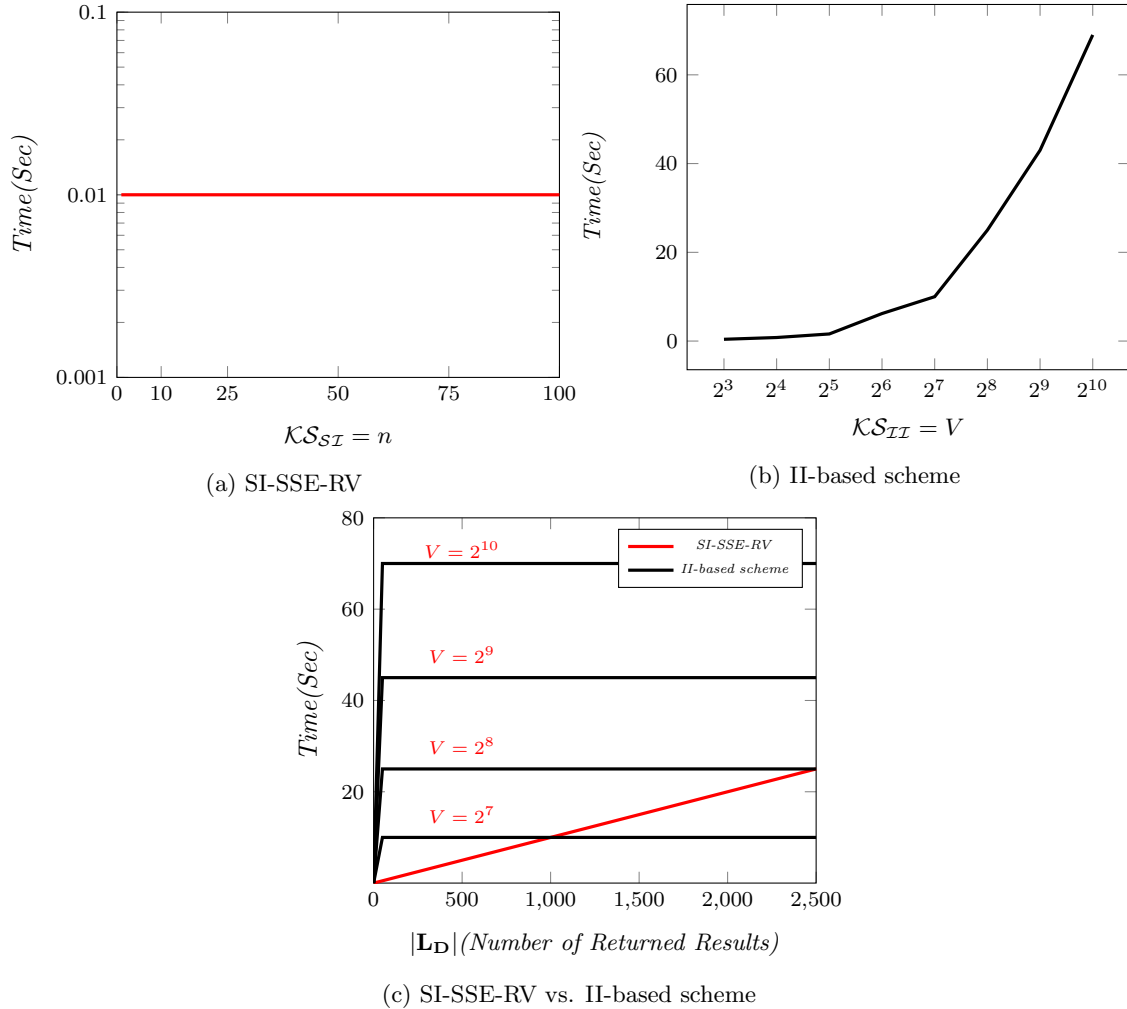 0.1
0.01
0.001
Time(Sec)
0 10 25 50 75 100
𝒦𝒮_𝒮ℐ = n
(a) SI-SSE-RV
60
40
20
0
Time(Sec)
2^3 2^4 2^5 2^6 2^7 2^8 2^9 2^10
𝒦𝒮_ℐℐ = V
(b) II-based scheme
80
60
40
20
Time(Sec)
V = 2^10
V = 2^9
V = 2^8
V = 2^7
SI-SSE-RV
II-based scheme
0 500 1,000 1,500 2,000 2,500
|L_D|(Number of Returned Results)
(c) SI-SSE-RV vs. II-based scheme